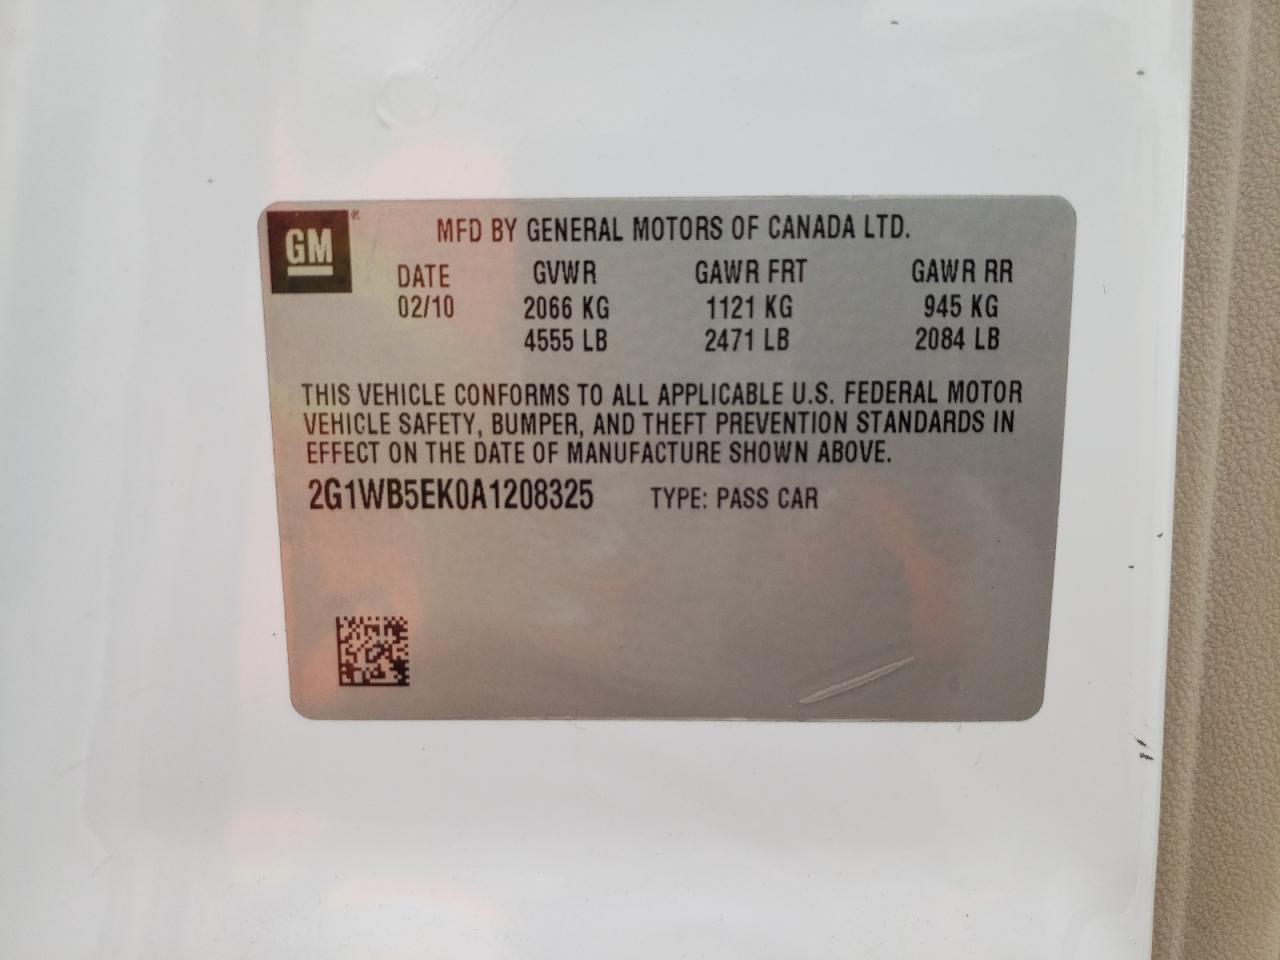 GM ®
MFD BY GENERAL MOTORS OF CANADA LTD.
DATE GVWR GAWR FRT GAWR RR
02/10 2066 KG 1121 KG 945 KG
4555 LB 2471 LB 2084 LB
THIS VEHICLE CONFORMS TO ALL APPLICABLE U.S. FEDERAL MOTOR
VEHICLE SAFETY, BUMPER, AND THEFT PREVENTION STANDARDS IN
EFFECT ON THE DATE OF MANUFACTURE SHOWN ABOVE.
2G1WB5EK0A1208325 TYPE: PASS CAR